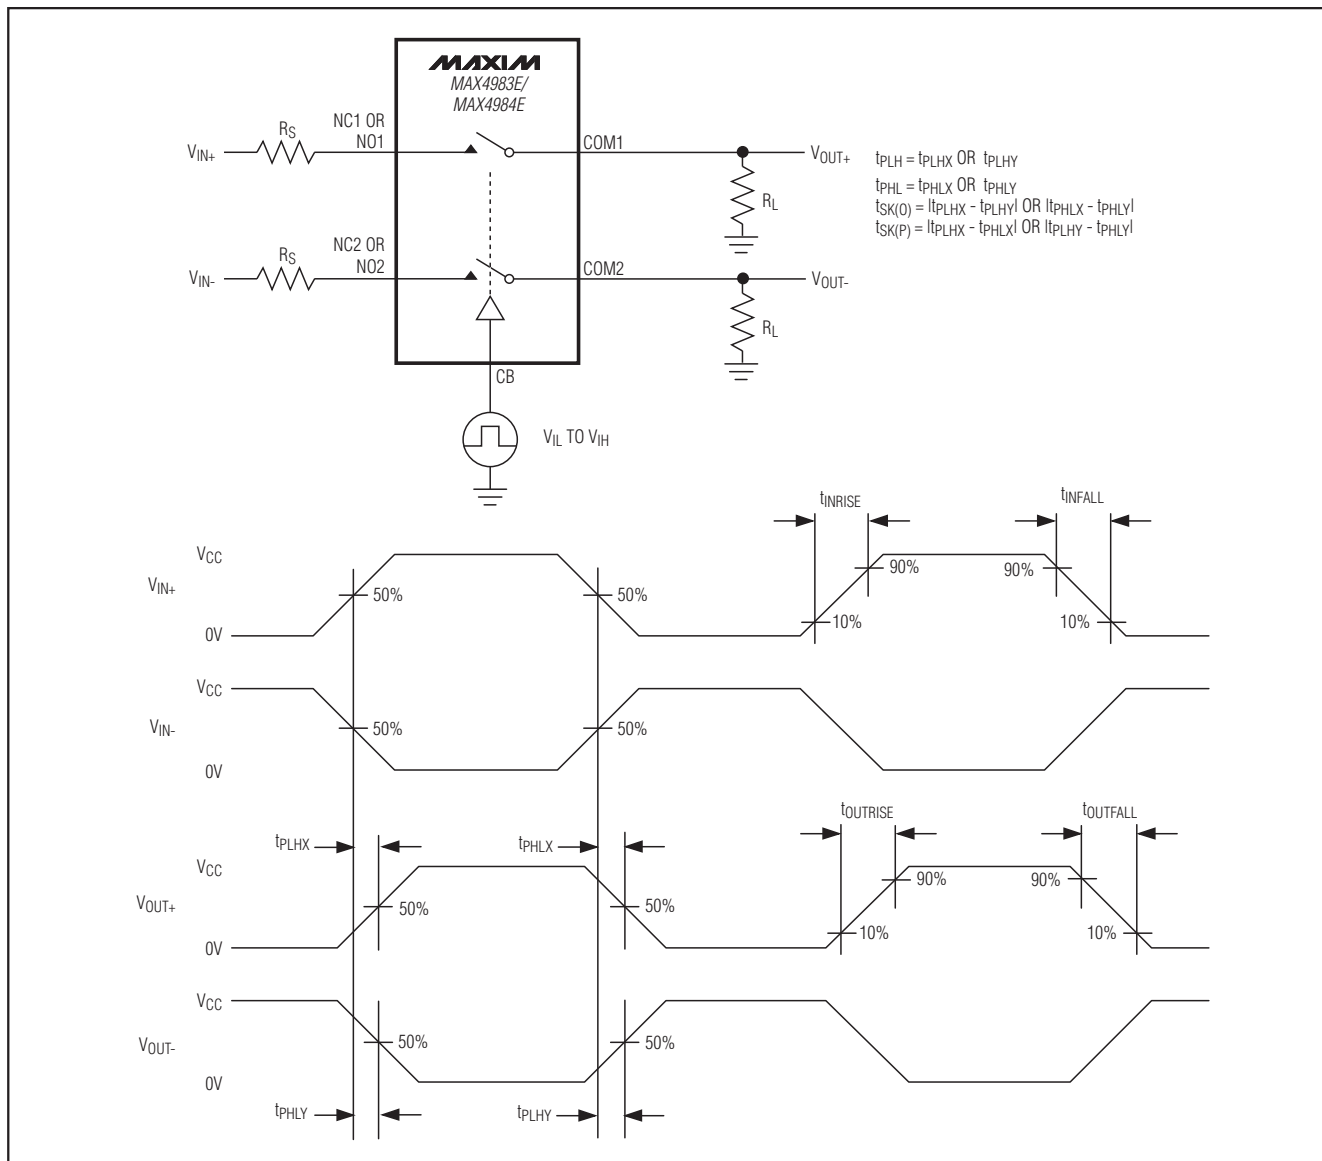 MAXIM
MAX4983E/
MAX4984E
NC1 OR
NO1
RS
VIN+
COM1
VOUT+
RL
tPLH = tPLHX OR tPLHY
tPHL = tPHLX OR tPHLY
tSK(O) = |tPLHX - tPLHY| OR |tPHLX - tPHLY|
tSK(P) = |tPLHX - tPHLX| OR |tPLHY - tPHLY|
NC2 OR
NO2
RS
VIN-
COM2
VOUT-
RL
CB
VIL TO VIH
tINRISE
tINFALL
VCC
VIN+
0V
50%
50%
90%
10%
90%
10%
VCC
VIN-
0V
50%
50%
tOUTRISE
tOUTFALL
tPLHX
tPHLX
VCC
VOUT+
0V
50%
50%
90%
10%
90%
10%
VCC
VOUT-
0V
50%
50%
tPHLY
tPLHY